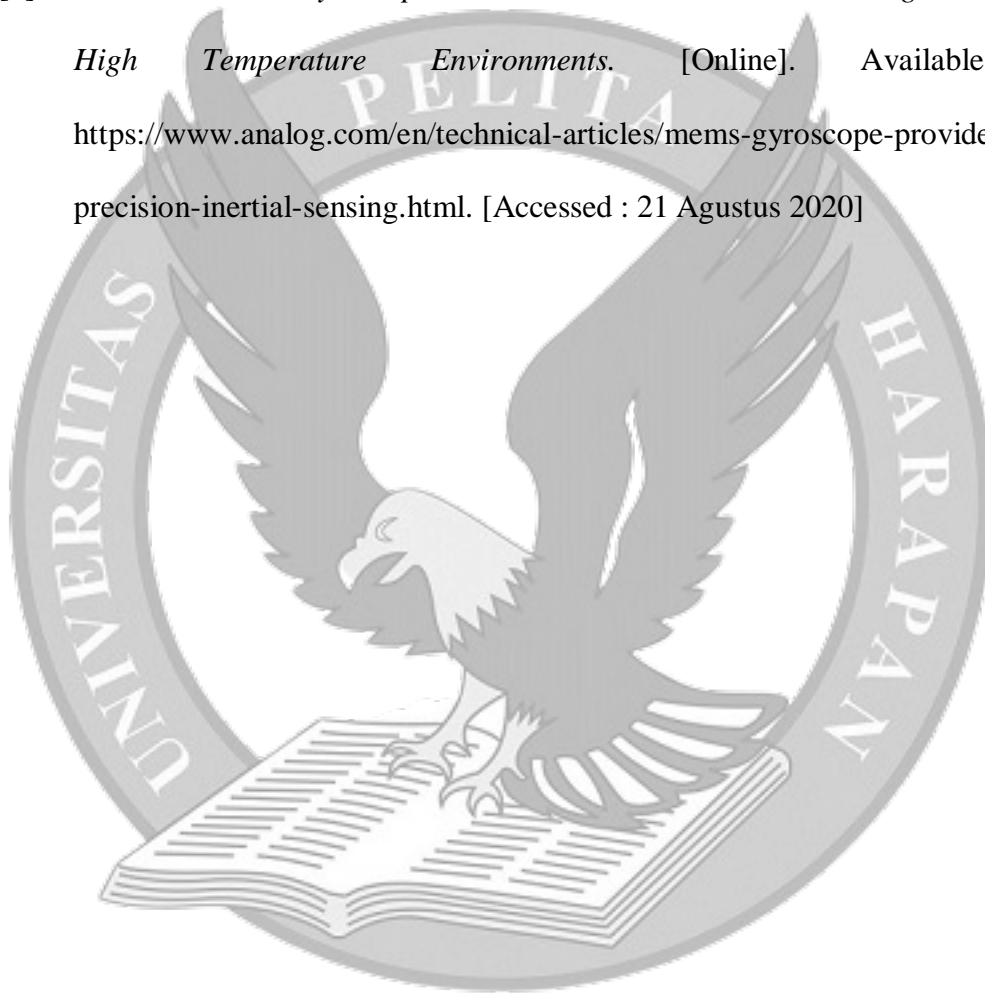 High Temperature Environments. [Online]. Available
https://www.analog.com/en/technical-articles/mems-gyroscope-provide
precision-inertial-sensing.html. [Accessed : 21 Agustus 2020]
UNIVERSITAS PELITA HARAPAN